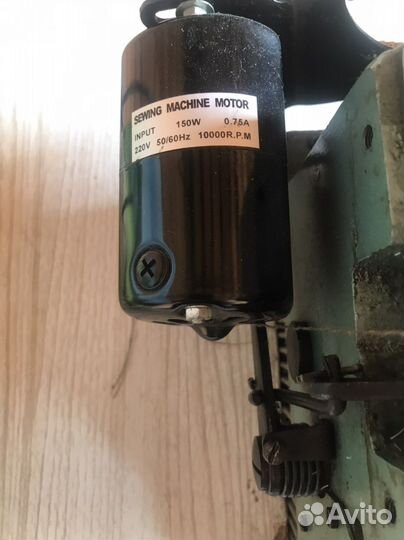 SEWING MACHINE MOTOR
INPUT 150W 0.75A
220V 50/60Hz 10000R.P.M
Avito